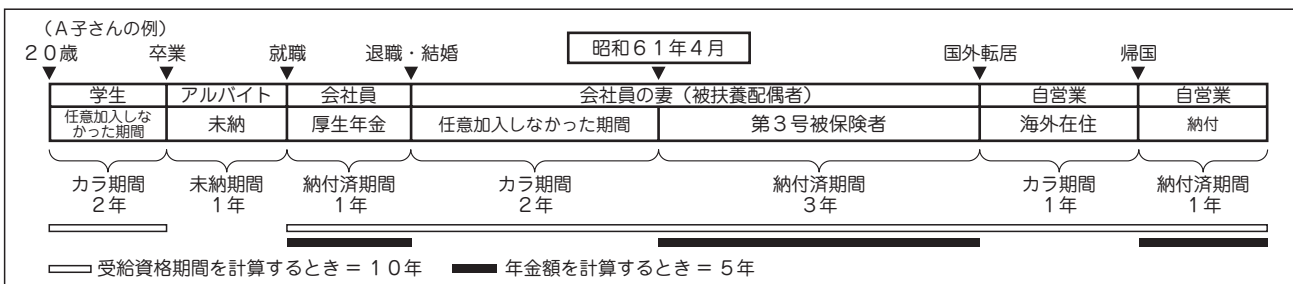 （A子さんの例）
２０歳　卒業　就職　退職・結婚　昭和６１年４月　国外転居　帰国
学生　アルバイト　会社員　会社員の妻（被扶養配偶者）　自営業　自営業
任意加入しな
かった期間
未納　厚生年金　任意加入しなかった期間　第３号被保険者　海外在住　納付
カラ期間　未納期間　納付済期間　カラ期間　納付済期間　カラ期間　納付済期間
２年　１年　１年　２年　３年　１年　１年
受給資格期間を計算するとき＝１０年　年金額を計算するとき＝５年